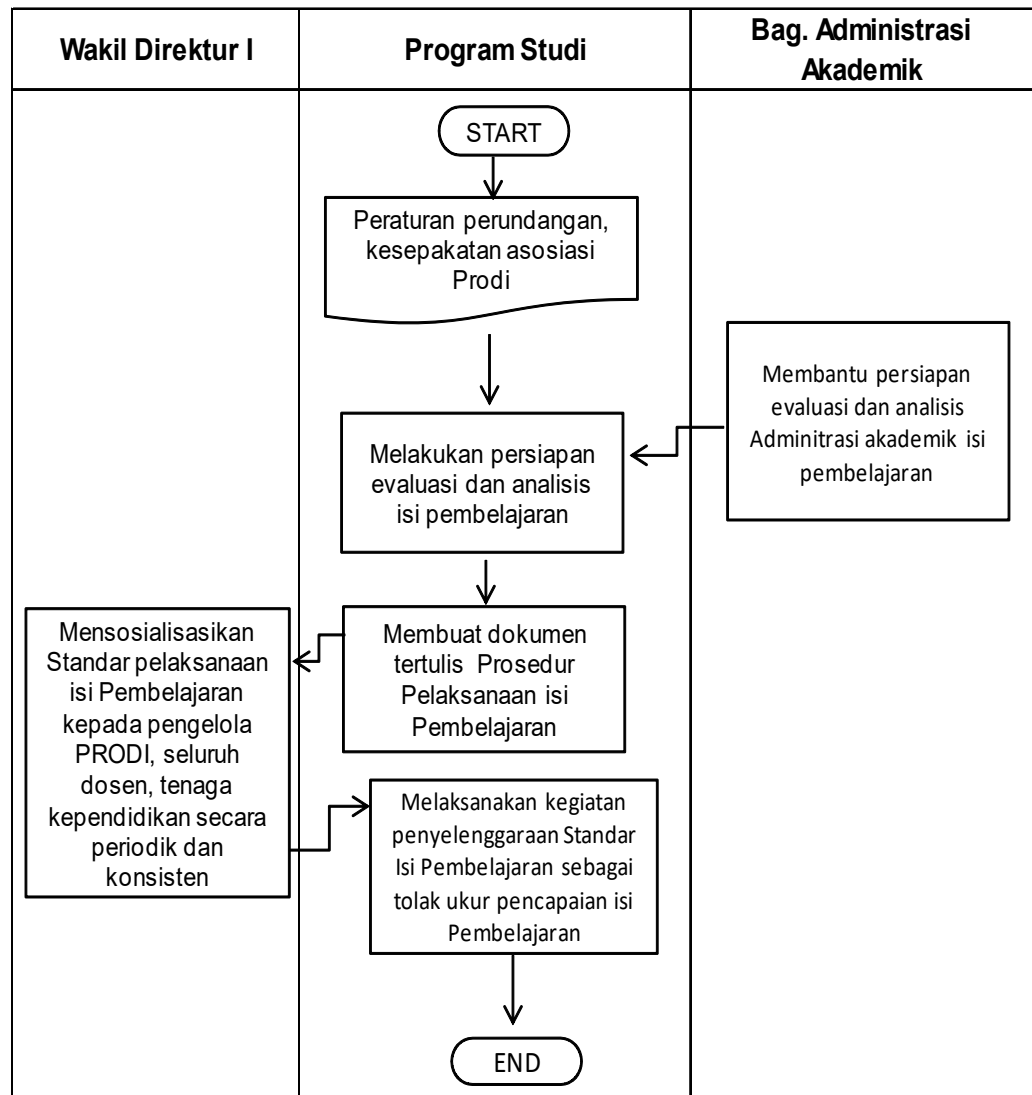 Wakil Direktur I
Program Studi
Bag. Administrasi
Akademik
START
Peraturan perundangan,
kesepakatan asosiasi
Prodi
Membantu persiapan
evaluasi dan analisis
Adminitrasi akademik isi
pembelajaran
Melakukan persiapan
evaluasi dan analisis
isi pembelajaran
Membuat dokumen
tertulis Prosedur
Pelaksanaan isi
Pembelajaran
Mensosialisasikan
Standar pelaksanaan
isi Pembelajaran
kepada pengelola
PRODI, seluruh
dosen, tenaga
kependidikan secara
periodik dan
konsisten
Melaksanakan kegiatan
penyelenggaraan Standar
Isi Pembelajaran sebagai
tolak ukur pencapaian isi
Pembelajaran
END